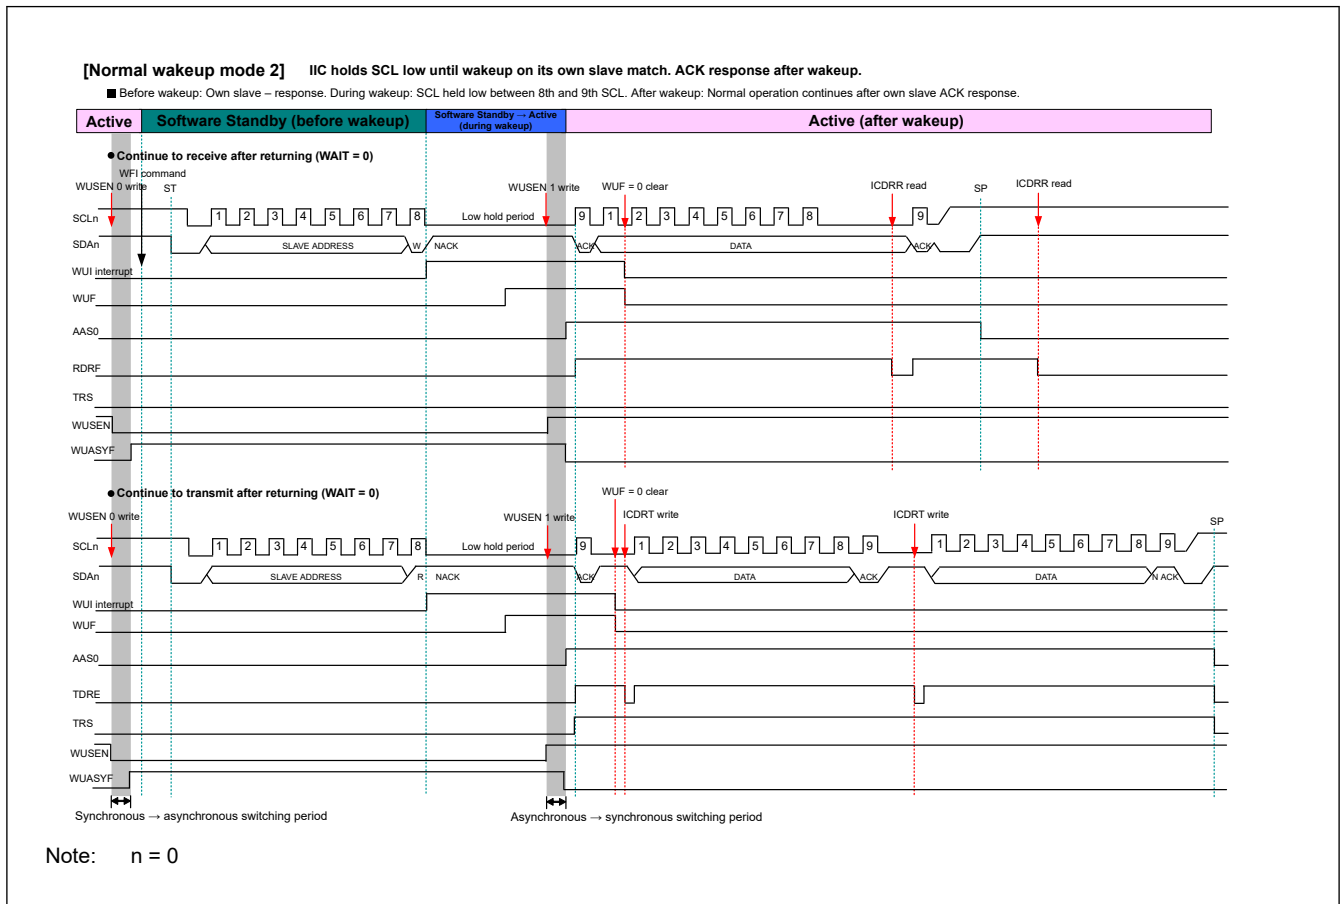 [Normal wakeup mode 2] IIC holds SCL low until wakeup on its own slave match. ACK response after wakeup.
■ Before wakeup: Own slave – response. During wakeup: SCL held low between 8th and 9th SCL. After wakeup: Normal operation continues after own slave ACK response.
Active Software Standby (before wakeup) Software Standby → Active (during wakeup) Active (after wakeup)
● Continue to receive after returning (WAIT = 0)
WFI command
WUSEN 0 write ST WUSEN 1 write WUF = 0 clear ICDRR read SP ICDRR read
SCLn 1 2 3 4 5 6 7 8 Low hold period 9 1 2 3 4 5 6 7 8 9
SDAn SLAVE ADDRESS W NACK ACK DATA ACK
WUI interrupt
WUF
AAS0
RDRF
TRS
WUSEN
WUASYF
● Continue to transmit after returning (WAIT = 0)
WUF = 0 clear
WUSEN 0 write WUSEN 1 write ICDRT write ICDRT write SP
SCLn 1 2 3 4 5 6 7 8 Low hold period 9 1 2 3 4 5 6 7 8 9 1 2 3 4 5 6 7 8 9
SDAn SLAVE ADDRESS R NACK ACK DATA ACK DATA N ACK
WUI interrupt
WUF
AAS0
TDRE
TRS
WUSEN
WUASYF
Synchronous → asynchronous switching period Asynchronous → synchronous switching period
Note: n = 0